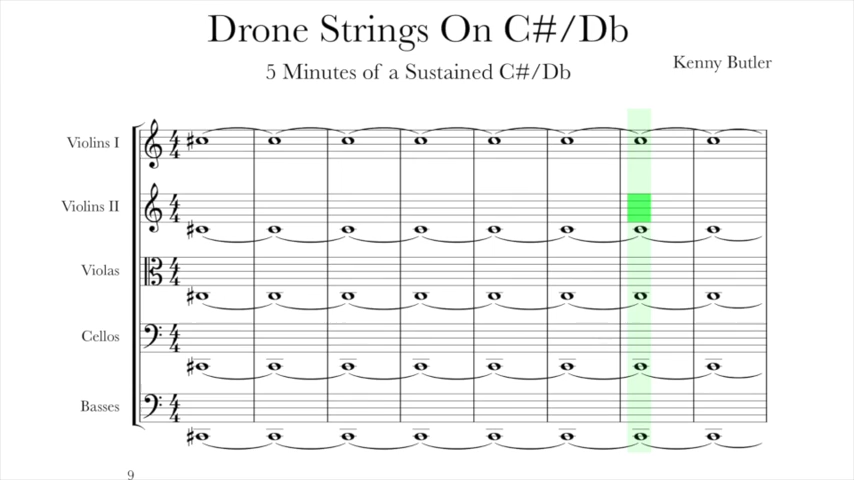 Drone Strings On C#/Db
5 Minutes of a Sustained C#/Db
Kenny Butler
Violins I
Violins II
Violas
Cellos
Basses
9